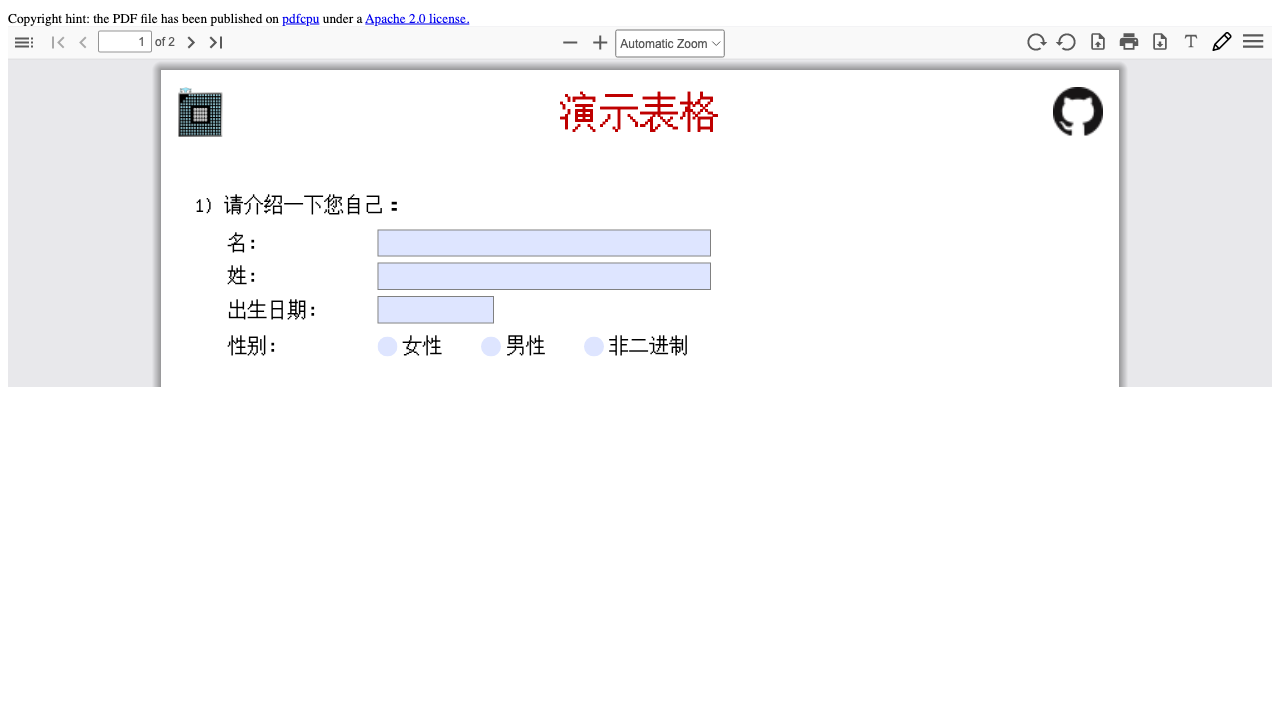 Copyright hint: the PDF file has been published on pdfcpu under a Apache 2.0 license.
1 of 2 Automatic Zoom
演示表格
1) 请介绍一下您自己：
名：
姓：
出生日期：
性别： 女性 男性 非二进制